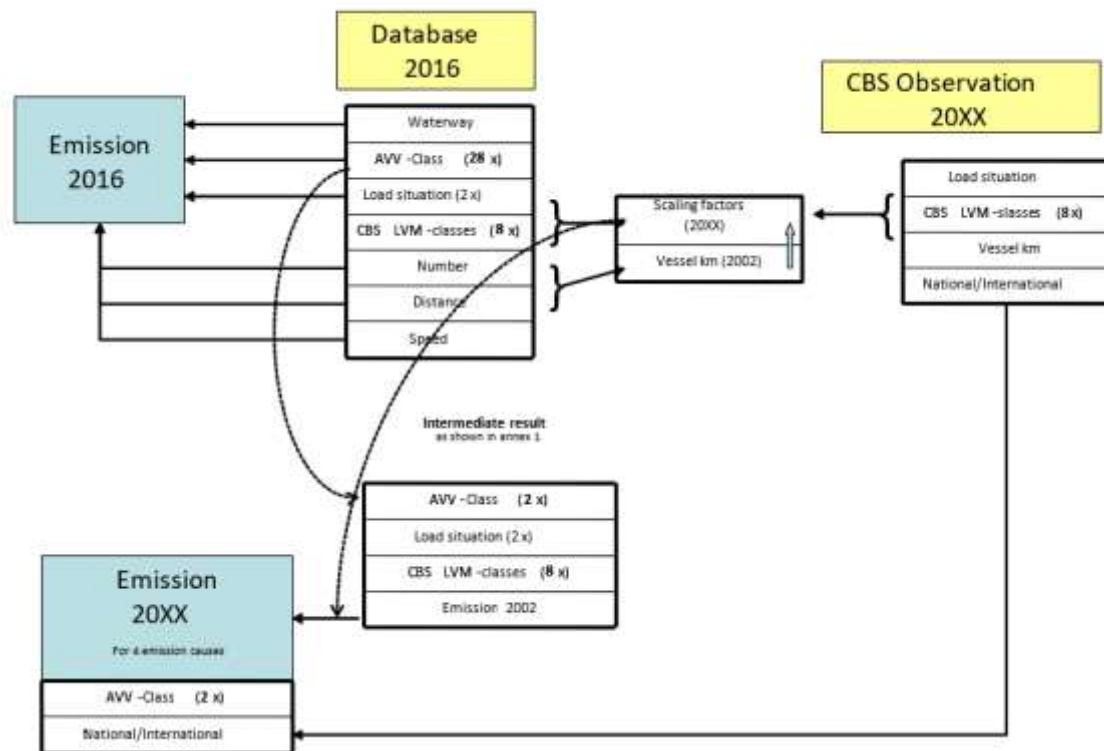 Database
2016
CBS Observation
20XX
Emission
2016
Waterway
AVV -Class (28 x)
Load situation (2 x)
CBS LVM -classes (8 x)
Number
Distance
Speed
Scaling factors
(20XX)
Vessel km (2002)
Load situation
CBS LVM -slasses (8x)
Vessel km
National/International
Intermediate result
as shown in annex 1
AVV -Class (2 x)
Load situation (2 x)
CBS LVM -classes (8 x)
Emission 2002
Emission
20XX
For 4 emission causes
AVV -Class (2 x)
National/International